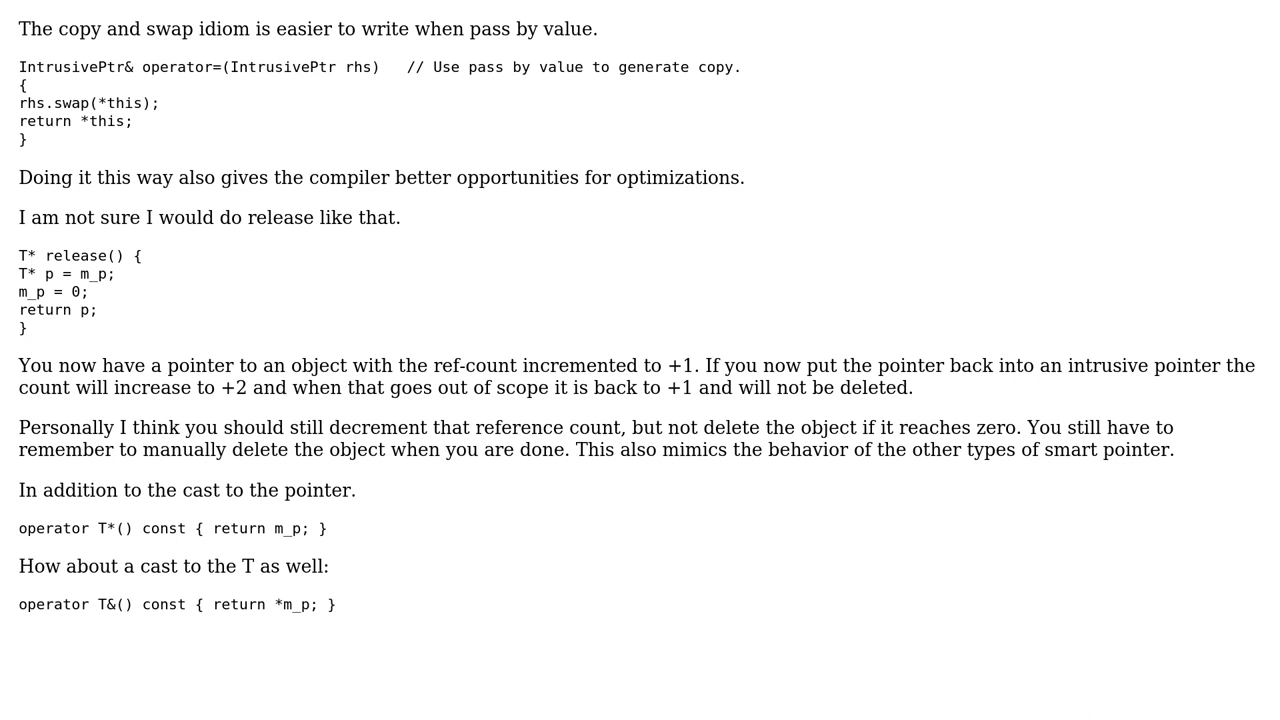 The copy and swap idiom is easier to write when pass by value.
IntrusivePtr& operator=(IntrusivePtr rhs)   // Use pass by value to generate copy.
{
rhs.swap(*this);
return *this;
}
Doing it this way also gives the compiler better opportunities for optimizations.
I am not sure I would do release like that.
T* release() {
T* p = m_p;
m_p = 0;
return p;
}
You now have a pointer to an object with the ref-count incremented to +1. If you now put the pointer back into an intrusive pointer the
count will increase to +2 and when that goes out of scope it is back to +1 and will not be deleted.
Personally I think you should still decrement that reference count, but not delete the object if it reaches zero. You still have to
remember to manually delete the object when you are done. This also mimics the behavior of the other types of smart pointer.
In addition to the cast to the pointer.
operator T*() const { return m_p; }
How about a cast to the T as well:
operator T&() const { return *m_p; }